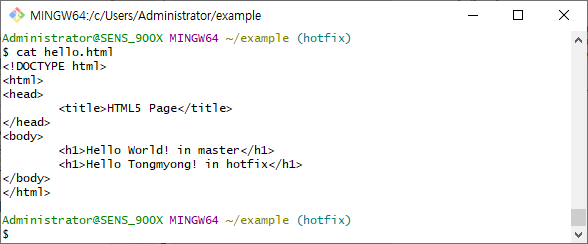 MINGW64:/c/Users/Administrator/example
Administrator@SENS_900X MINGW64 ~/example (hotfix)
$ cat hello.html
<!DOCTYPE html>
<html>
<head>
        <title>HTML5 Page</title>
</head>
<body>
        <h1>Hello World! in master</h1>
        <h1>Hello Tongmyong! in hotfix</h1>
</body>
</html>

Administrator@SENS_900X MINGW64 ~/example (hotfix)
$